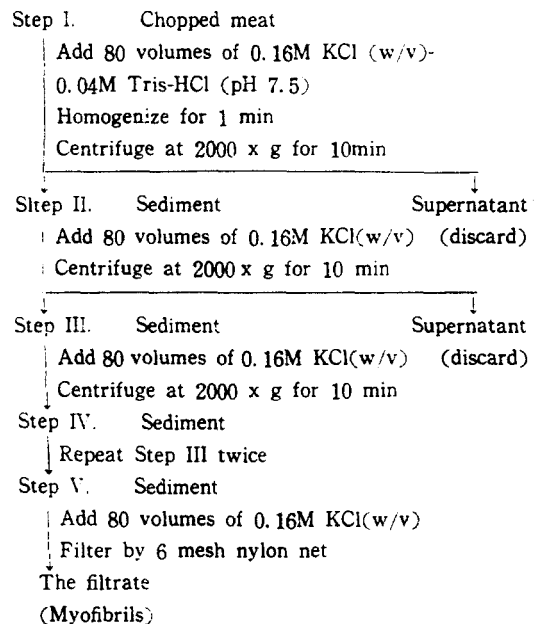 Step I. Chopped meat
Add 80 volumes of 0.16M KCl (w/v)-
0.04M Tris-HCl (pH 7.5)
Homogenize for 1 min
Centrifuge at 2000 x g for 10min
Sltep II. Sediment Supernatant
Add 80 volumes of 0.16M KCl(w/v) (discard)
Centrifuge at 2000 x g for 10 min
Step III. Sediment Supernatant
Add 80 volumes of 0.16M KCl(w/v) (discard)
Centrifuge at 2000 x g for 10 min
Step IV. Sediment
Repeat Step III twice
Step V. Sediment
Add 80 volumes of 0.16M KCl(w/v)
Filter by 6 mesh nylon net
The filtrate
(Myofibrils)